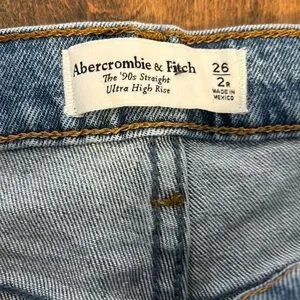 Abercrombie & Fitch
The '90s Straight
Ultra High Rise
26
2R
MADE IN
MEXICO